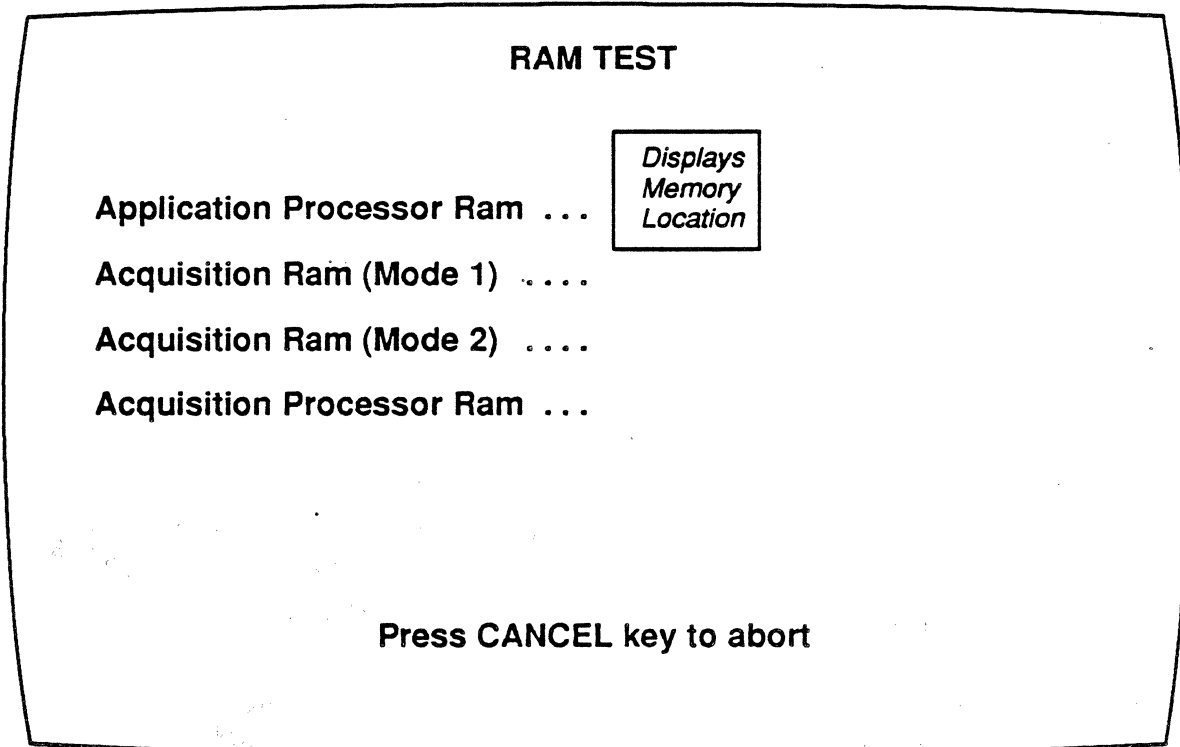 RAM TEST
Displays
Memory
Location
Application Processor Ram ...
Acquisition Ram (Mode 1) ....
Acquisition Ram (Mode 2) ....
Acquisition Processor Ram ...
Press CANCEL key to abort